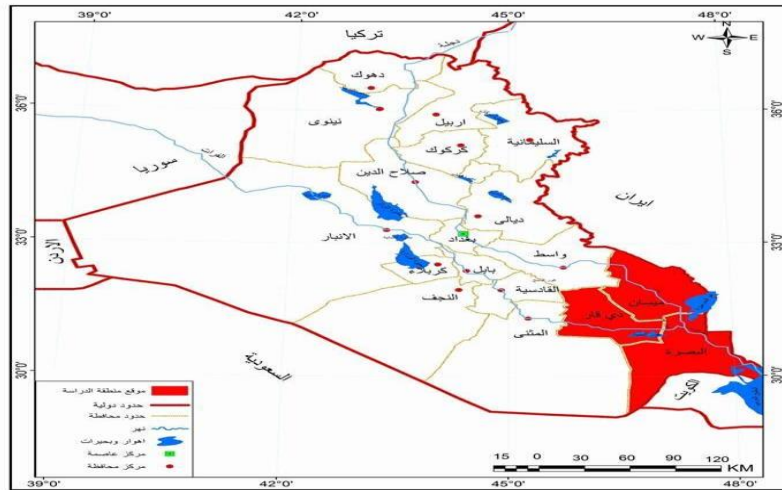 39°0' 42°0' 45°0' 48°0'
تركيا
دجلة
N
W E
S
دهوك
36°0' 36°0'
نينوى
اربيل
السليمانية
كركوك
سوريا
الفرات
صلاح الدين
ايران
ديالى
33°0' 33°0'
الاردن
الانبار
بغداد
واسط
بابل
كربلاء
القادسية
ميسان
النجف
ذي قار
المثنى
البصرة
السعودية
30°0' 30°0'
الكويت
موقع منطقة الدراسة
حدود دولية
حدود محافظة
نهر
اهوار وبحيرات
مركز عاصمة
مركز محافظة
15 0 30 60 90 120
KM
39°0' 42°0' 45°0' 48°0'